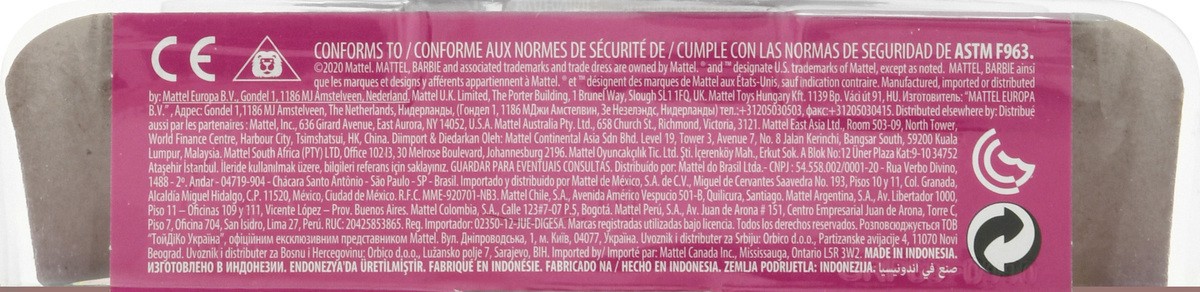 CE
CONFORMS TO / CONFORME AUX NORMES DE SÉCURITÉ DE / CUMPLE CON LAS NORMAS DE SEGURIDAD DE ASTM F963.
©2020 Mattel. MATTEL, BARBIE and associated trademarks and trade dress are owned by Mattel. ® and ™ designate U.S. trademarks of Mattel, except as noted. MATTEL, BARBIE ainsi
que les marques et designs y afférents appartiennent à Mattel. ® et ™ désignent des marques de Mattel aux États-Unis, sauf indication contraire. Manufactured, imported or distributed
by: Mattel Europa B.V., Gondel 1, 1186 MJ Amstelveen, Nederland, Mattel U.K. Limited, The Porter Building, 1 Brunel Way, Slough SL1 1FQ, UK. Mattel Toys Hungary Kft. 1139 Bp. Váci út 91, HU. Изготовитель: "MATTEL EUROPA
B.V.", Адрес: Gondel 1, 1186 MJ Amstelveen, The Netherlands, Нидерланды, (Гондел 1, 1186 МДжи Амстелвин, Зе Незелэндс, Нидерланды) тел.:+31205030503, факс:+31205030415. Distributed elsewhere by: Distribué
aussi par les partenaires : Mattel, Inc., 636 Girard Avenue, East Aurora, NY 14052, U.S.A. Mattel Australia Pty. Ltd., 658 Church St., Richmond, Victoria, 3121. Mattel East Asia Ltd., Room 503-09, North Tower,
World Finance Centre, Harbour City, Tsimshatsui, HK, China. Diimport & Diedarkan Oleh: Mattel Continental Asia Sdn Bhd. Level 19, Tower 3, Avenue 7, No. 8 Jalan Kerinchi, Bangsar South, 59200 Kuala
Lumpur, Malaysia. Mattel South Africa (PTY) LTD, Office 102 I3, 30 Melrose Boulevard, Johannesburg 2196. Mattel Oyuncakçılık Tic. Ltd. Şti. İçerenköy Mah., Erkut Sok. A Blok No:12 Üner Plaza Kat:9-10 34752
Ataşehir İstanbul. İleride kullanılmak üzere, bilgileri referans için saklayınız. GUARDAR PARA EVENTUAIS CONSULTAS. Distribuido por: Mattel do Brasil Ltda.- CNPJ : 54.558.002/0001-20 - Rua Verbo Divino,
1488 - 2º. Andar - 04719-904 - Chácara Santo Antônio - São Paulo - SP - Brasil. Importado y distribuido por Mattel de México, S.A. de C.V., Miguel de Cervantes Saavedra No. 193, Pisos 10 y 11, Col. Granada,
Alcaldía Miguel Hidalgo, C.P. 11520, México, Ciudad de México. R.F.C. MME-920701-NB3. Mattel Chile, S.A., Avenida Américo Vespucio 501-B, Quilicura, Santiago. Mattel Argentina, S.A., Av. Libertador 1000,
Piso 11 – Oficinas 109 y 111, Vicente López – Prov. Buenos Aires. Mattel Colombia, S.A., Calle 123#7-07 P.5, Bogotá. Mattel Perú, S.A., Av. Juan de Arona # 151, Centro Empresarial Juan de Arona, Torre C,
Piso 7, Oficina 704, San Isidro, Lima 27, Perú. RUC: 20425853865. Reg. Importador: 02350-12-JUE-DIGESA. Marcas registradas utilizadas bajo licencia. Todos los derechos reservados. Розповсюджується ТОВ
"ТойДіКо Україна", офіційним ексклюзивним представником Mattel. Вул. Дніпроводська, 1, м. Київ, 04077, Україна. Uvoznik i distributer za Srbiju: Orbico d.o.o., Partizanske avijacije 4, 11070 Novi
Beograd. Uvoznik i distributer za Bosnu i Hercegovinu: Orbico d.o.o., Lužansko polje 7, Sarajevo, BIH. Imported by/ Importé par: Mattel Canada Inc., Mississauga, Ontario L5R 3W2. MADE IN INDONESIA.
ИЗГОТОВЛЕНО В ИНДОНЕЗИИ. ENDONEZYA'DA ÜRETİLMİŞTİR. FABRIQUÉ EN INDONÉSIE. FABRICADO NA / HECHO EN INDONESIA. ZEMLJA PODRIJETLA: INDONEZIJA. صنع في اندونيسيا